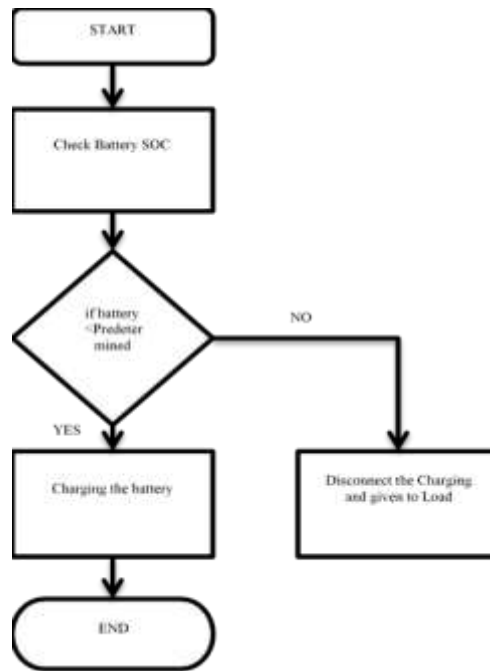 START
Check Battery SOC
if battery
<Predeter
mined
NO
YES
Charging the battery
Disconnect the Charging
and given to Load
END